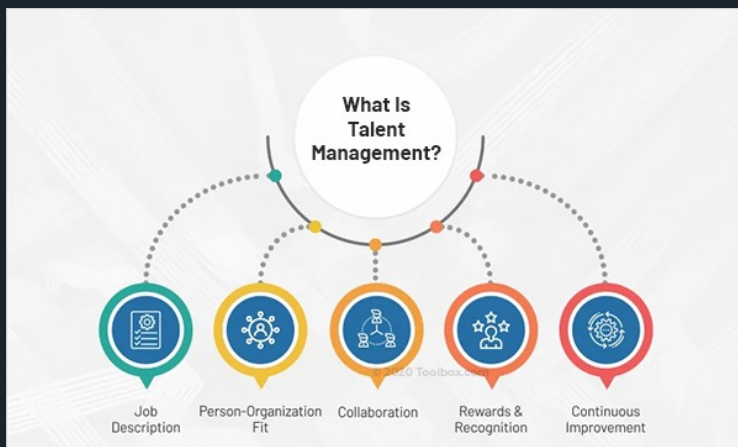 What Is
Talent
Management?
© 2020 Toolbox.com
Job
Description
Person-Organization
Fit
Collaboration
Rewards &
Recognition
Continuous
Improvement